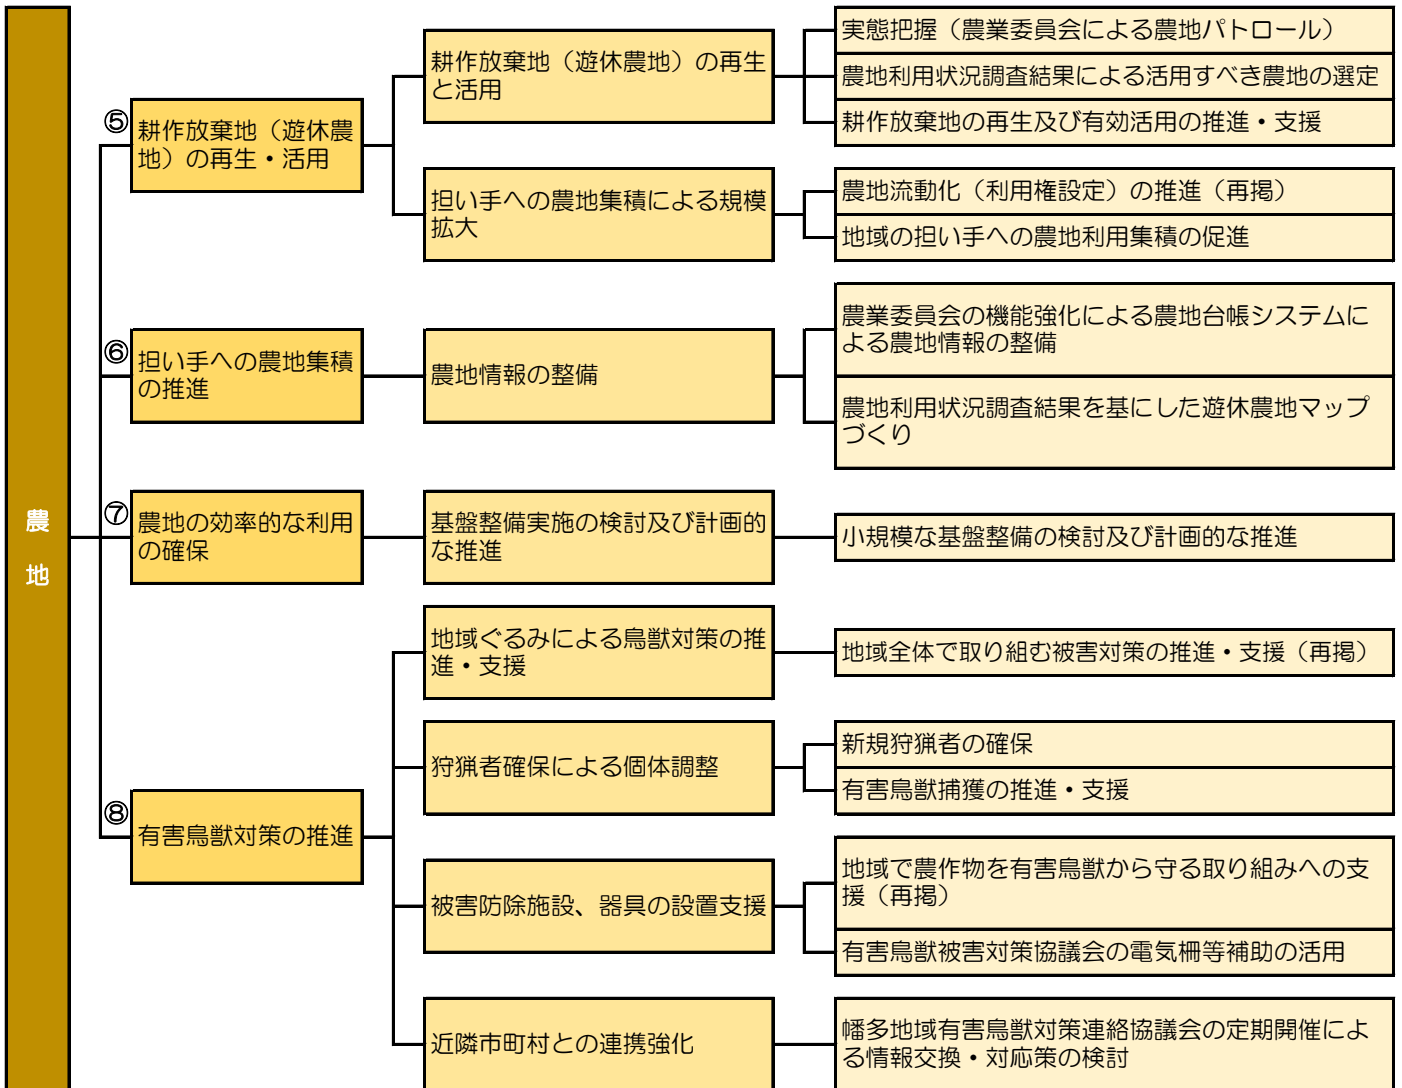 農
地
⑤
耕作放棄地（遊休農
地）の再生・活用
耕作放棄地（遊休農地）の再生
と活用
実態把握（農業委員会による農地パトロール）
農地利用状況調査結果による活用すべき農地の選定
耕作放棄地の再生及び有効活用の推進・支援
担い手への農地集積による規模
拡大
農地流動化（利用権設定）の推進（再掲）
地域の担い手への農地利用集積の促進
⑥
担い手への農地集積
の推進
農地情報の整備
農業委員会の機能強化による農地台帳システムに
よる農地情報の整備
農地利用状況調査結果を基にした遊休農地マップ
づくり
⑦
農地の効率的な利用
の確保
基盤整備実施の検討及び計画的
な推進
小規模な基盤整備の検討及び計画的な推進
⑧
有害鳥獣対策の推進
地域ぐるみによる鳥獣対策の推
進・支援
地域全体で取り組む被害対策の推進・支援（再掲）
狩猟者確保による個体調整
新規狩猟者の確保
有害鳥獣捕獲の推進・支援
被害防除施設、器具の設置支援
地域で農作物を有害鳥獣から守る取り組みへの支
援（再掲）
有害鳥獣被害対策協議会の電気柵等補助の活用
近隣市町村との連携強化
幡多地域有害鳥獣対策連絡協議会の定期開催によ
る情報交換・対応策の検討